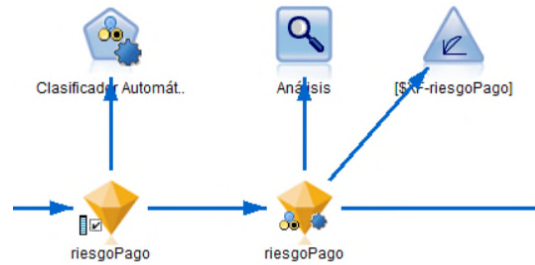 Clasificador Automát..
Análisis
[$XF-riesgoPago]
riesgoPago
riesgoPago